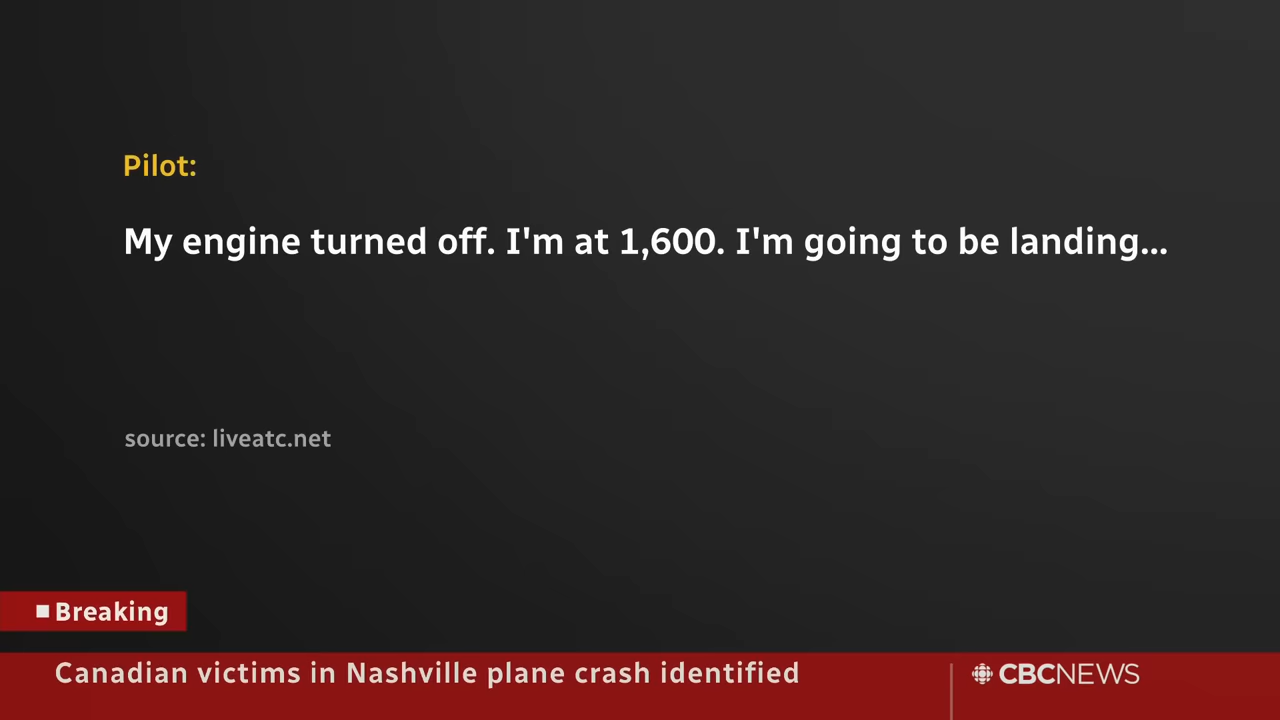 Pilot:
My engine turned off. I'm at 1,600. I'm going to be landing...
source: liveatc.net
Breaking
Canadian victims in Nashville plane crash identified
CBCNEWS